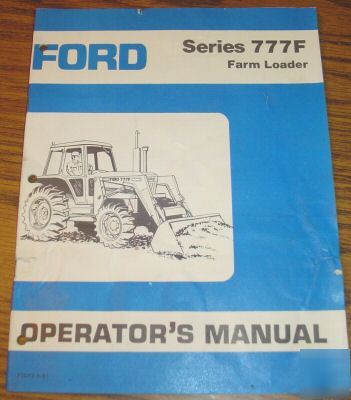 FORD
Series 777F
Farm Loader
FORD 777F
OPERATOR'S MANUAL